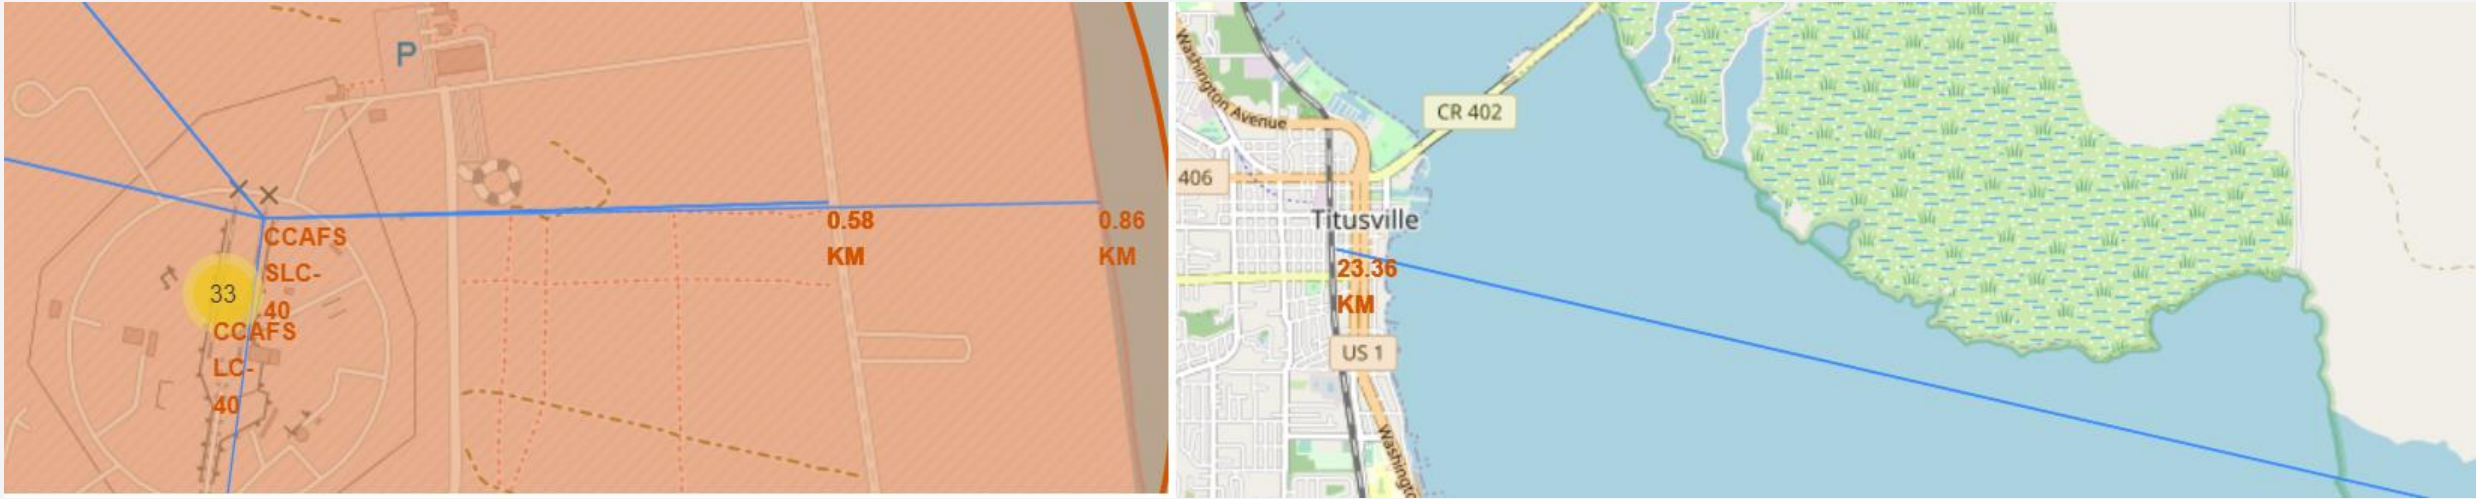 P
0.58
KM
0.86
KM
CCAFS
SLC-
40
33
CCAFS
LC-
40
Washington Avenue
CR 402
406
Titusville
23.36
KM
US 1
Washingto